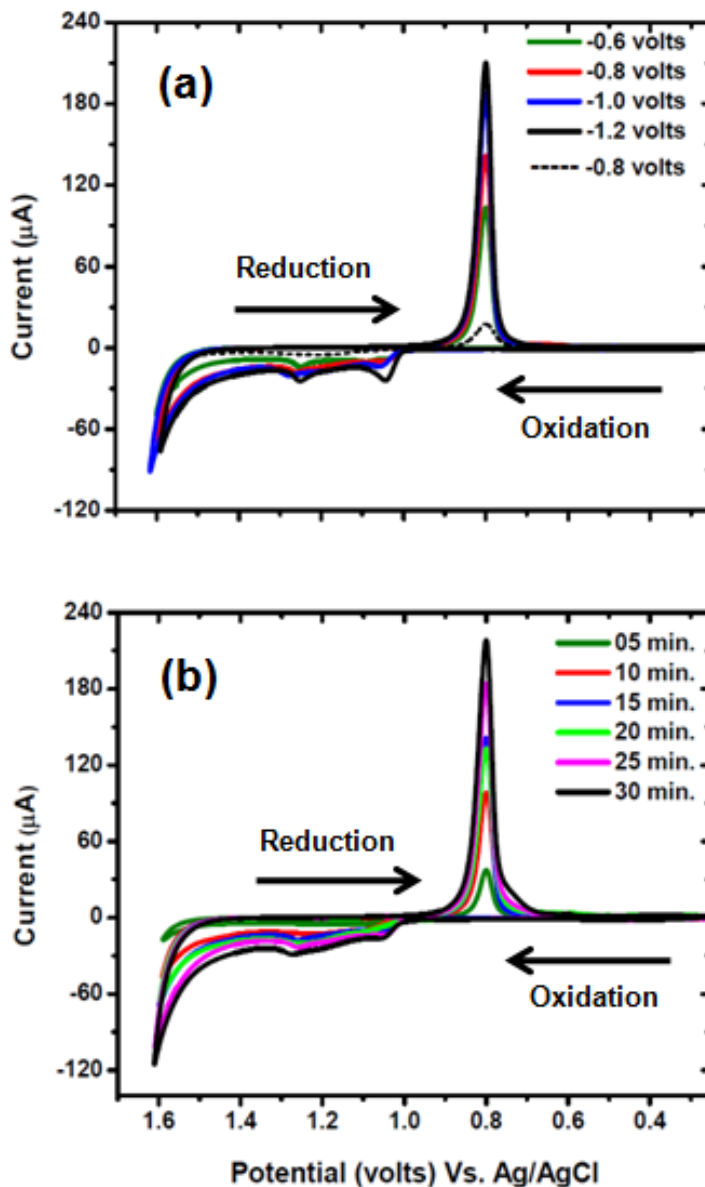 240
180
120
60
0
-60
-120
Current (μA)
(a)
-0.6 volts
-0.8 volts
-1.0 volts
-1.2 volts
-0.8 volts
Reduction
Oxidation
240
180
120
60
0
-60
-120
Current (μA)
(b)
05 min.
10 min.
15 min.
20 min.
25 min.
30 min.
Reduction
Oxidation
1.6 1.4 1.2 1.0 0.8 0.6 0.4
Potential (volts) Vs. Ag/AgCl